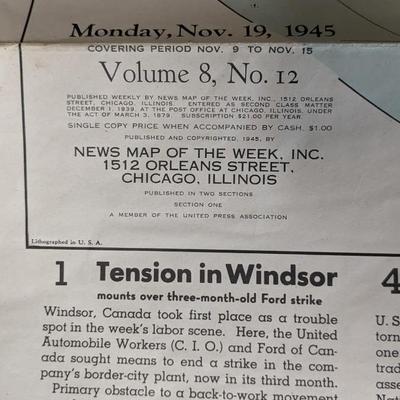 Monday, Nov. 19, 1945
COVERING PERIOD NOV. 9 TO NOV. 15
Volume 8, No. 12
PUBLISHED WEEKLY BY NEWS MAP OF THE WEEK, INC., 1512 ORLEANS
STREET, CHICAGO, ILLINOIS. ENTERED AS SECOND CLASS MATTER
DECEMBER 1, 1939, AT THE POST OFFICE AT CHICAGO, ILLINOIS, UNDER
THE ACT OF MARCH 3, 1879. SUBSCRIPTION $21.00 PER YEAR.
SINGLE COPY PRICE WHEN ACCOMPANIED BY CASH, $1.00
PUBLISHED AND COPYRIGHTED, 1945, BY
NEWS MAP OF THE WEEK, INC.
1512 ORLEANS STREET,
CHICAGO, ILLINOIS
PUBLISHED IN TWO SECTIONS
SECTION ONE
A MEMBER OF THE UNITED PRESS ASSOCIATION
Lithographed in U. S. A.
1 Tension in Windsor
mounts over three-month-old Ford strike
Windsor, Canada took first place as a trouble
spot in the week's labor scene. Here, the United
Automobile Workers (C. I. O.) and Ford of Can-
ada sought means to end a strike in the com-
pany's border-city plant, now in its third month.
Primary obstacle to a back-to-work movement
4
U. S
torn
one
trad
asse